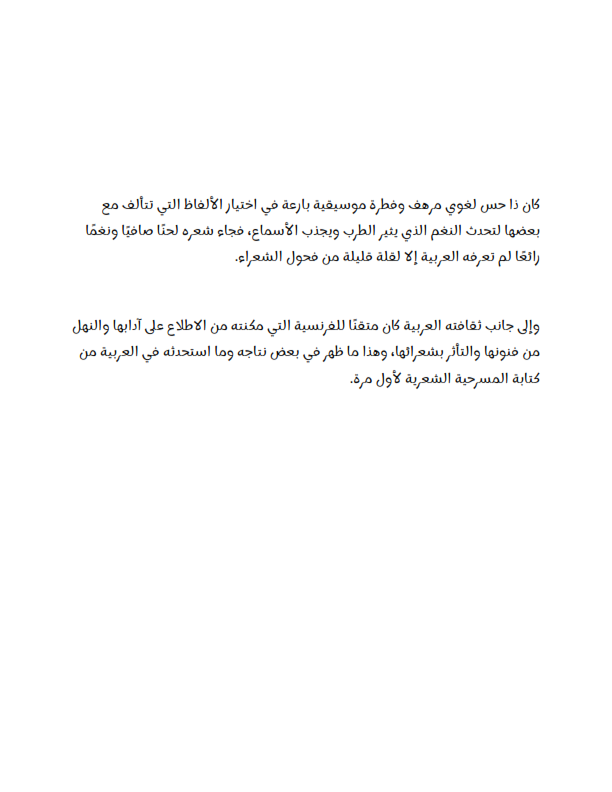 كان ذا حس لغوي مرهف وفطرة موسيقية بارعة في اختيار الألفاظ التي تتألف مع
بعضها لتحدث النغم الذي يثير الطرب ويجذب الأسماع، فجاء شعره لحنًا صافيًا ونغمًا
رائعًا لم تعرفه العربية إلا لقلة قليلة من فحول الشعراء.
وإلى جانب ثقافته العربية كان متقنًا للفرنسية التي مكنته من الاطلاع على آدابها والنهل
من فنونها والتأثر بشعرائها، وهذا ما ظهر في بعض نتاجه وما استحدثه في العربية من
كتابة المسرحية الشعرية لأول مرة.